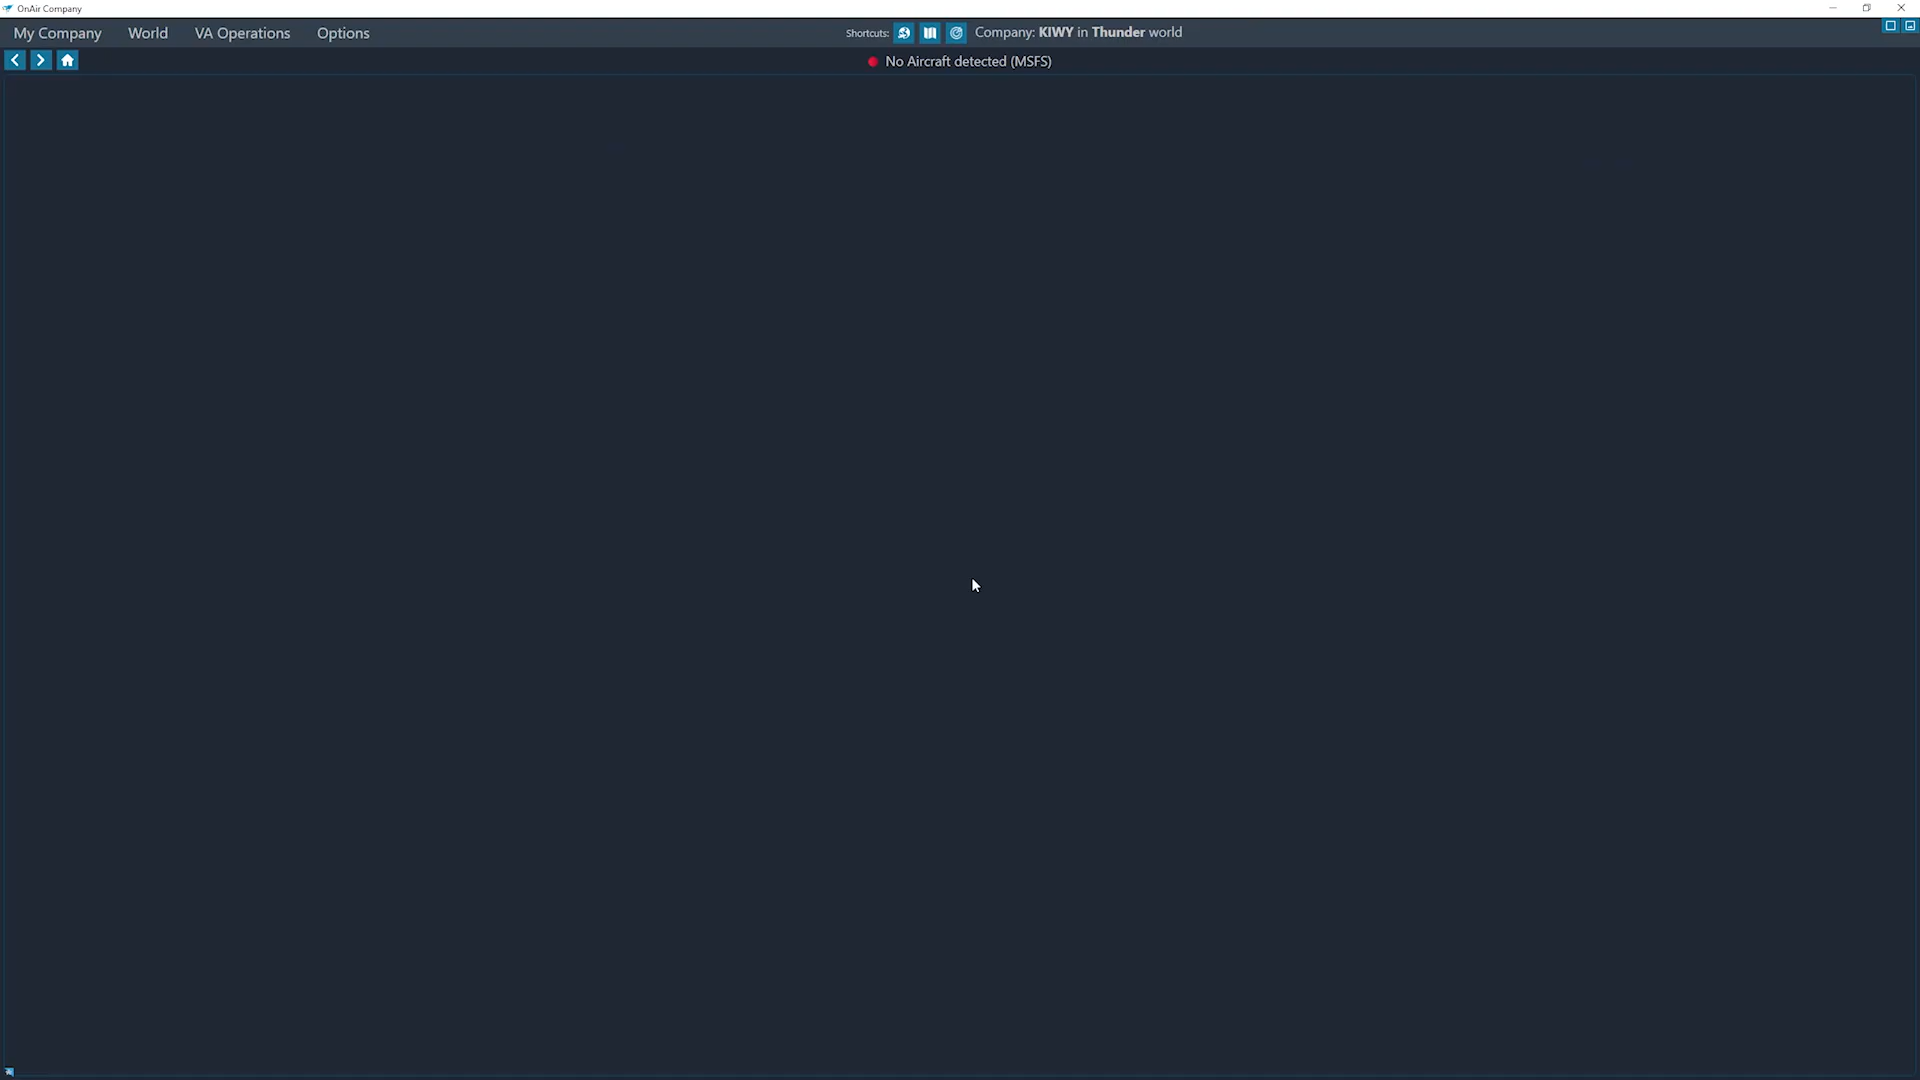 OnAir Company
My Company World VA Operations Options Shortcuts: Company: KIWY in Thunder world
No Aircraft detected (MSFS)